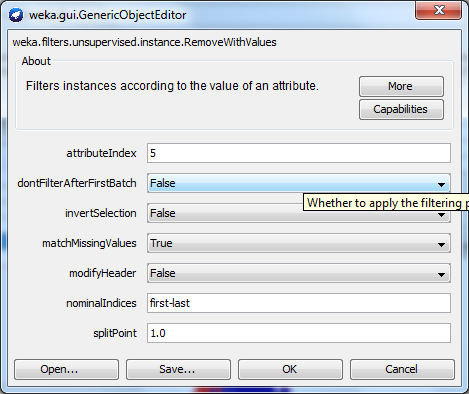 weka.gui.GenericObjectEditor
weka.filters.unsupervised.instance.RemoveWithValues
About
Filters instances according to the value of an attribute.
More
Capabilities
attributeIndex 5
dontFilterAfterFirstBatch False
Whether to apply the filtering p
invertSelection False
matchMissingValues True
modifyHeader False
nominalIndices first-last
splitPoint 1.0
Open... Save... OK Cancel